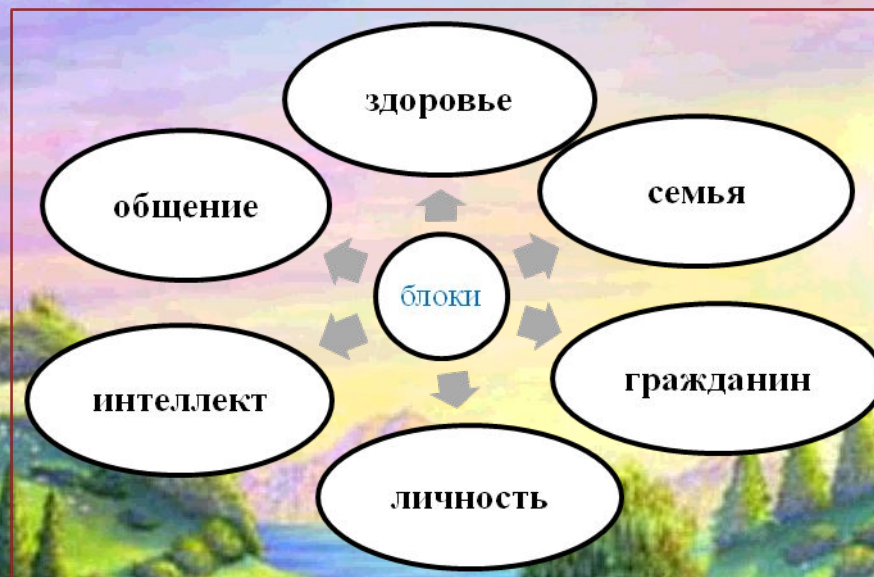 здоровье
общение
семья
блоки
интеллект
гражданин
личность